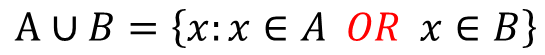 A ∪ B = {x: x ∈ A OR x ∈ B}